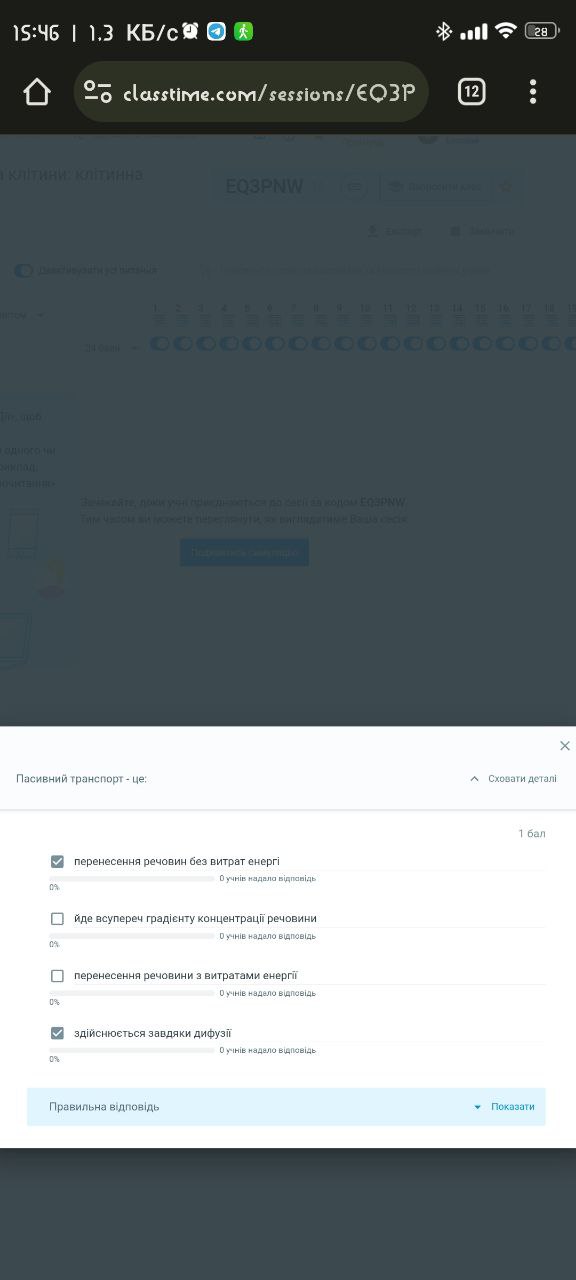 15:46 | 1,3 КБ/с
28
classtime.com/sessions/EQ3P
12
а клітини: клітинна
EQ3PNW
Запросити клас
Експорт
Закінчити
Деактивувати усі питання
1 2 3 4 5 6 7 8 9 10 11 12 13 14 15 16 17 18
24 бали
Зачекайте, доки учні приєднаються до сесії за кодом EQ3PNW
Тим часом ви можете переглянути, як виглядатиме Ваша сесія
Подивитись симуляцію
Пасивний транспорт - це:
Сховати деталі
1 бал
перенесення речовин без витрат енергі
0 учнів надало відповідь
0%
йде всупереч градієнту концентрації речовини
0 учнів надало відповідь
0%
перенесення речовини з витратами енергії
0 учнів надало відповідь
0%
здійснюється завдяки дифузії
0 учнів надало відповідь
0%
Правильна відповідь
Показати